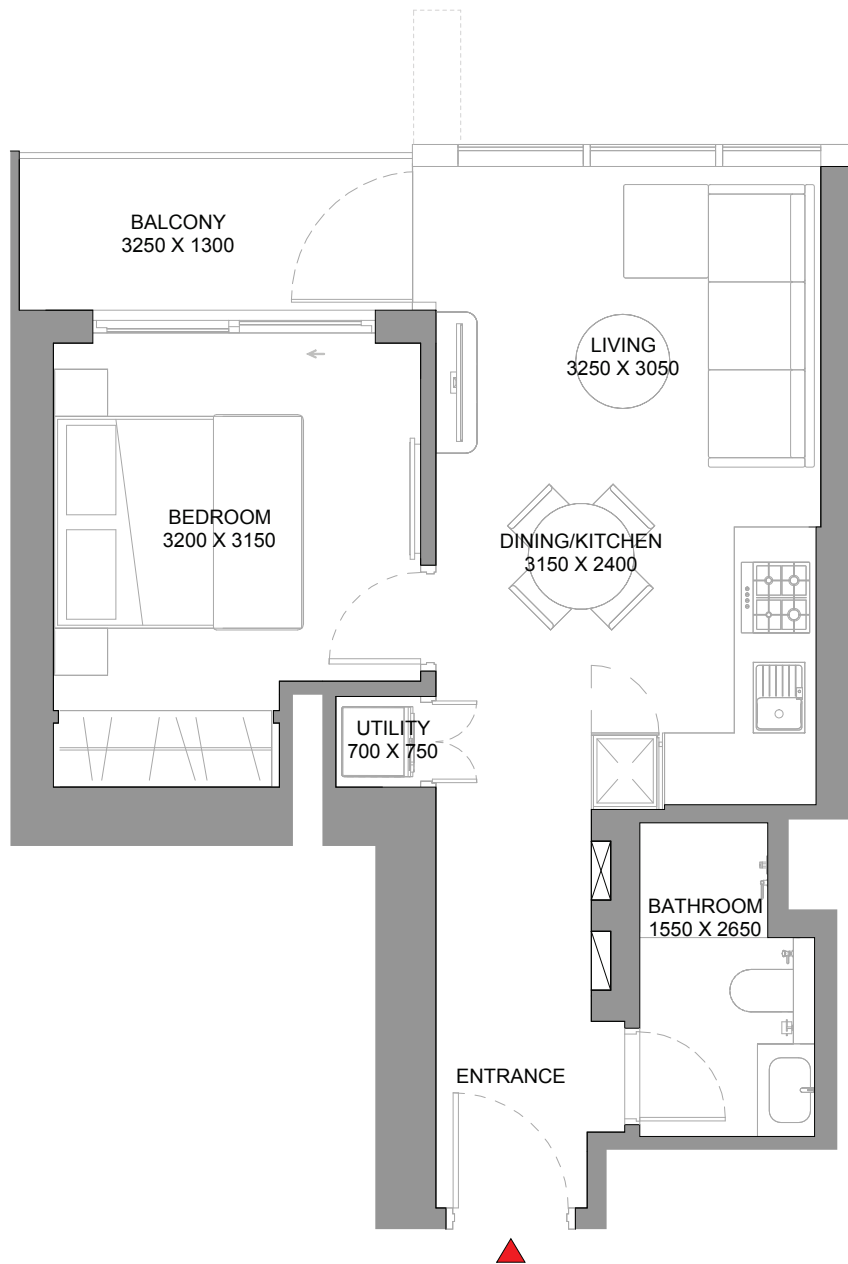 BALCONY
3250 X 1300
LIVING
3250 X 3050
BEDROOM
3200 X 3150
DINING/KITCHEN
3150 X 2400
UTILITY
700 X 750
BATHROOM
1550 X 2650
ENTRANCE